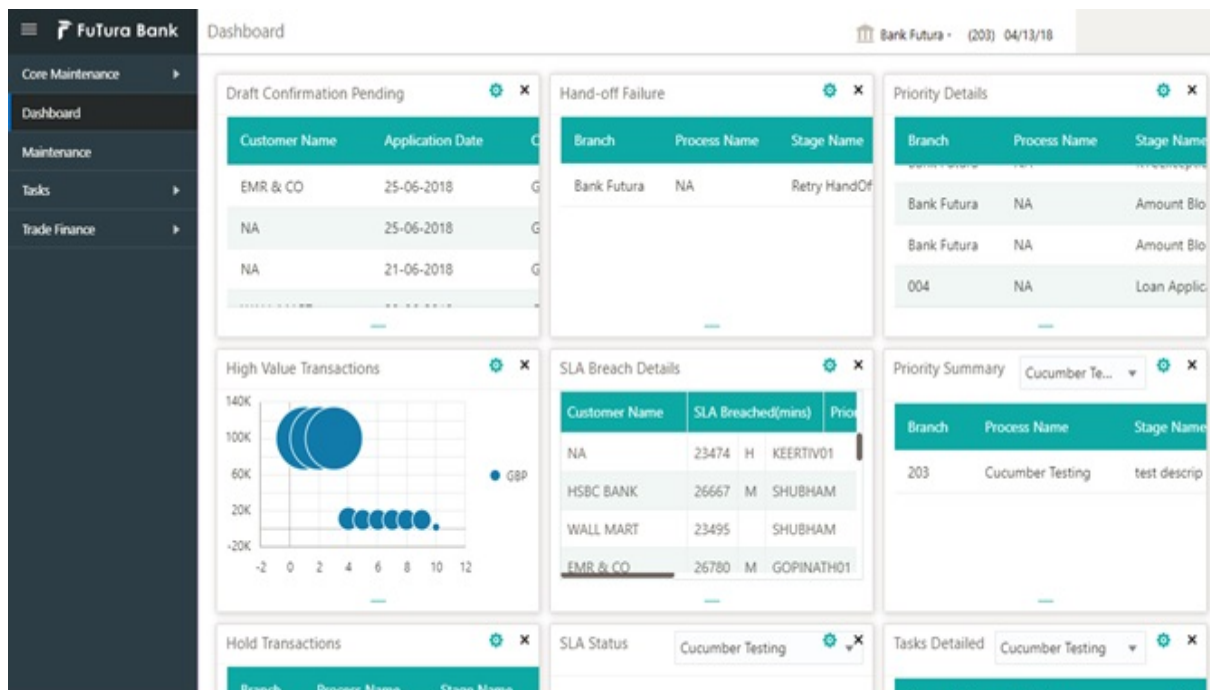 FuTura Bank
Dashboard
Bank Futura - (203) 04/13/18
Core Maintenance
Dashboard
Maintenance
Tasks
Trade Finance
Draft Confirmation Pending
Customer Name Application Date
EMR & CO 25-06-2018 G
NA 25-06-2018 G
NA 21-06-2018 G
Hand-off Failure
Branch Process Name Stage Name
Bank Futura NA Retry HandOf
Priority Details
Branch Process Name Stage Name
Bank Futura NA Amount Blo
Bank Futura NA Amount Blo
004 NA Loan Applic
High Value Transactions
140K
100K
60K
20K
-20K
-2 0 2 4 6 8 10 12
GBP
SLA Breach Details
Customer Name SLA Breached(mins) Prior
NA 23474 H KEERTIV01
HSBC BANK 26667 M SHUBHAM
WALL MART 23495 SHUBHAM
EMR & CO 26780 M GOPINATH01
Priority Summary Cucumber Te...
Branch Process Name Stage Name
203 Cucumber Testing test descrip
Hold Transactions
Branch Process Name Stage Name
SLA Status Cucumber Testing
Tasks Detailed Cucumber Testing